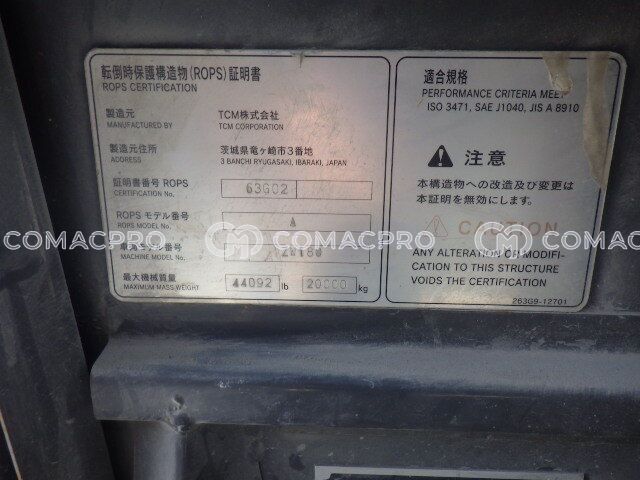 転倒時保護構造物(ROPS)証明書
ROPS CERTIFICATION
製造元
MANUFACTURED BY
TCM株式会社
TCM CORPORATION
製造元住所
ADDRESS
茨城県竜ヶ崎市3番地
3 BANCHI RYUGASAKI, IBARAKI, JAPAN
証明書番号 ROPS
CERTIFICATION No.
63G02
ROPS モデル番号
ROPS MODEL No.
A
モデル番号
MACHINE MODEL No.
最大機械質量
MAXIMUM MASS WEIGHT
44092 lb 20000 kg
適合規格
PERFORMANCE CRITERIA MEET
ISO 3471, SAE J1040, JIS A 8910
注意
本構造物への改造及び変更は
本証明を無効にします.
CAUTION
ANY ALTERATION OR MODIFI-
CATION TO THIS STRUCTURE
VOIDS THE CERTIFICATION
263G9-12701
COMACPRO COMACPRO COMACPRO